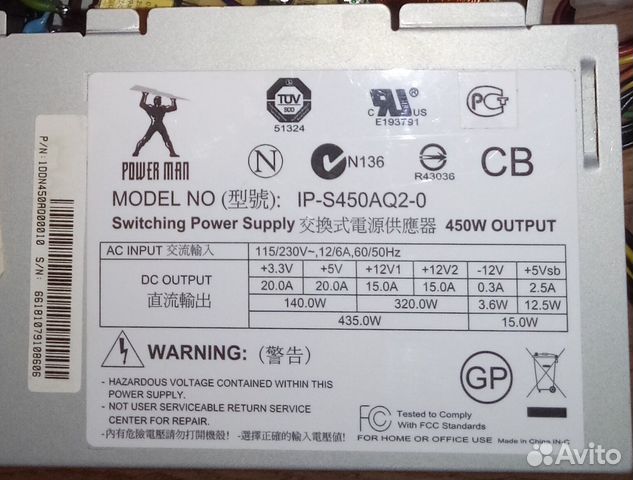 POWER MAN
TÜV
SÜD
51324
C US
E193791
PCT
N
N136
R43036
CB
MODEL NO (型號): IP-S450AQ2-0
Switching Power Supply 交換式電源供應器 450W OUTPUT
AC INPUT 交流輸入 115/230V~,12/6A,60/50Hz
DC OUTPUT
直流輸出
+3.3V +5V +12V1 +12V2 -12V +5Vsb
20.0A 20.0A 15.0A 15.0A 0.3A 2.5A
140.0W 320.0W 3.6W 12.5W
435.0W 15.0W
WARNING: (警告)
- HAZARDOUS VOLTAGE CONTAINED WITHIN THIS
POWER SUPPLY.
- NOT USER SERVICEABLE RETURN SERVICE
CENTER FOR REPAIR.
-內有危險電壓請勿打開機殼! -選擇正確的輸入電壓值!
GP
FCC Tested to Comply
With FCC Standards
FOR HOME OR OFFICE USE Made in China IN-C
P/N:1DDN450A0000010 S/N: 66181079108606
Avito